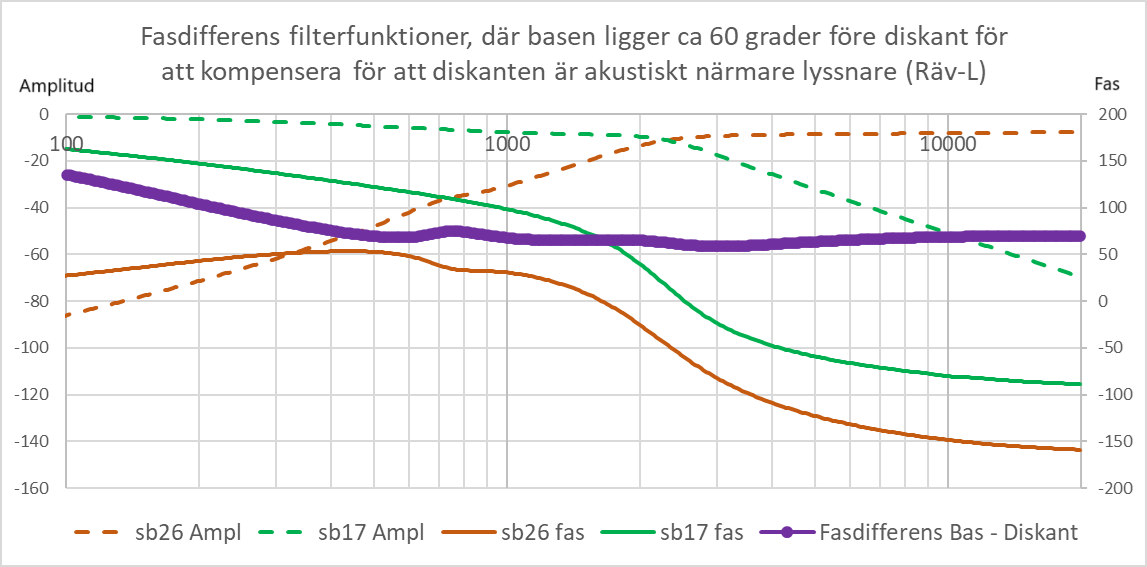 Fasdifferens filterfunktioner, där basen ligger ca 60 grader före diskant för
att kompensera för att diskanten är akustiskt närmare lyssnare (Räv-L)
Amplitud
Fas
0
-20
-40
-60
-80
-100
-120
-140
-160
100
1000
10000
200
150
100
50
0
-50
-100
-150
-200
sb26 Ampl
sb17 Ampl
sb26 fas
sb17 fas
Fasdifferens Bas - Diskant